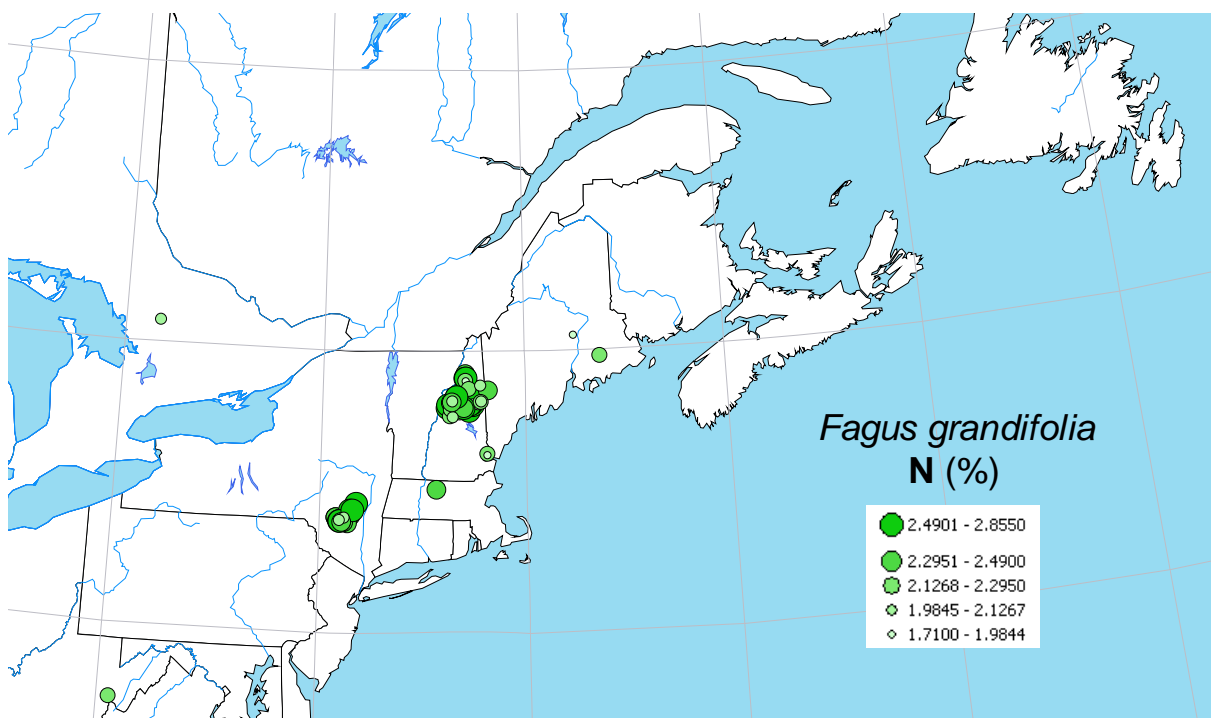 Fagus grandifolia
N (%)
2.4901 - 2.8550
2.2951 - 2.4900
2.1268 - 2.2950
1.9845 - 2.1267
1.7100 - 1.9844